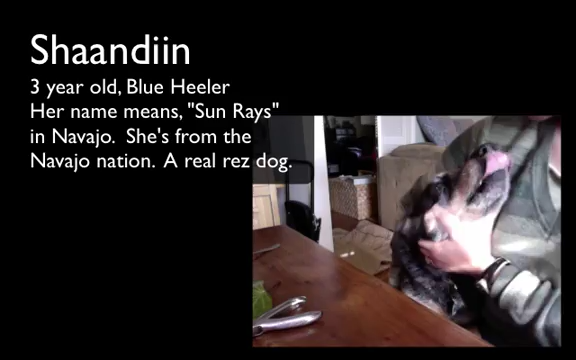 Shaandiin
3 year old, Blue Heeler
Her name means, "Sun Rays"
in Navajo.  She's from the
Navajo nation.  A real rez dog.